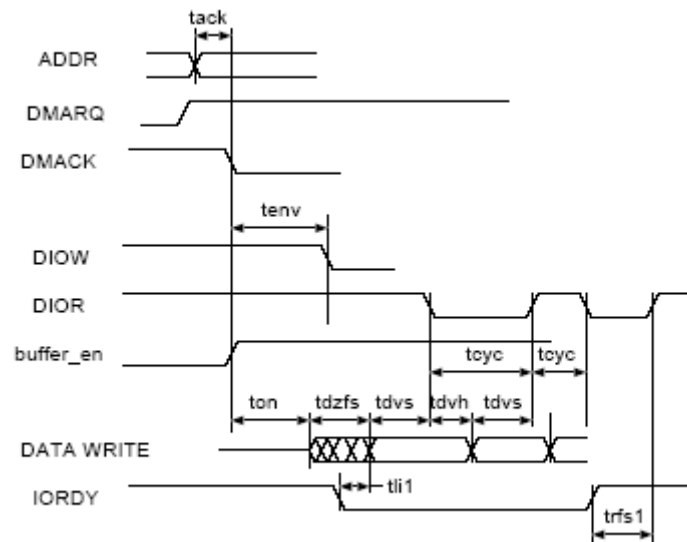 tack
ADDR
DMARQ
DMACK
tenv
DIOW
DIOR
buffer_en
tcyc tcyc
ton tdzfs tdvs tdvh tdvs
DATA WRITE
tli1
IORDY
trfs1